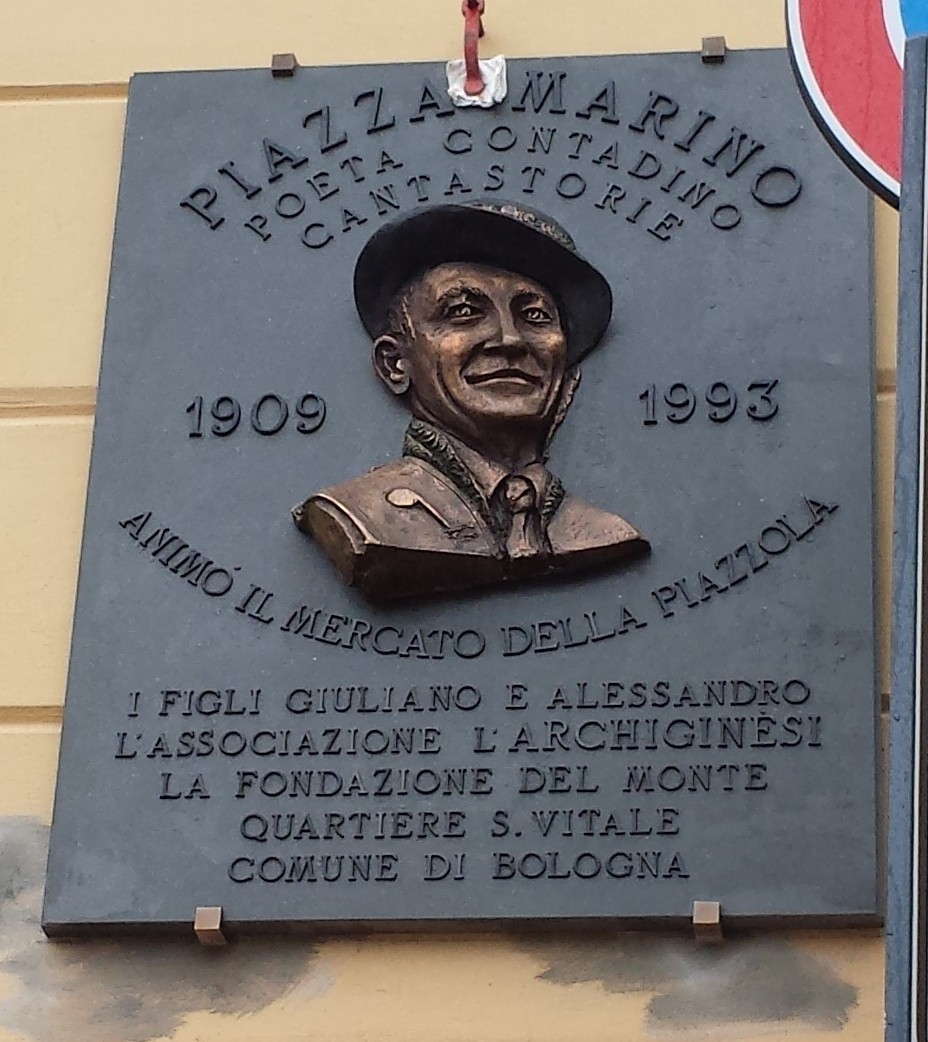 PIAZZA MARINO
POETA CONTADINO
CANTASTORIE
1909 1993
ANIMO' IL MERCATO DELLA PIAZZOLA
I FIGLI GIULIANO E ALESSANDRO
L'ASSOCIAZIONE L'ARCHIGINÈSI
LA FONDAZIONE DEL MONTE
QUARTIERE S. VITALE
COMUNE DI BOLOGNA